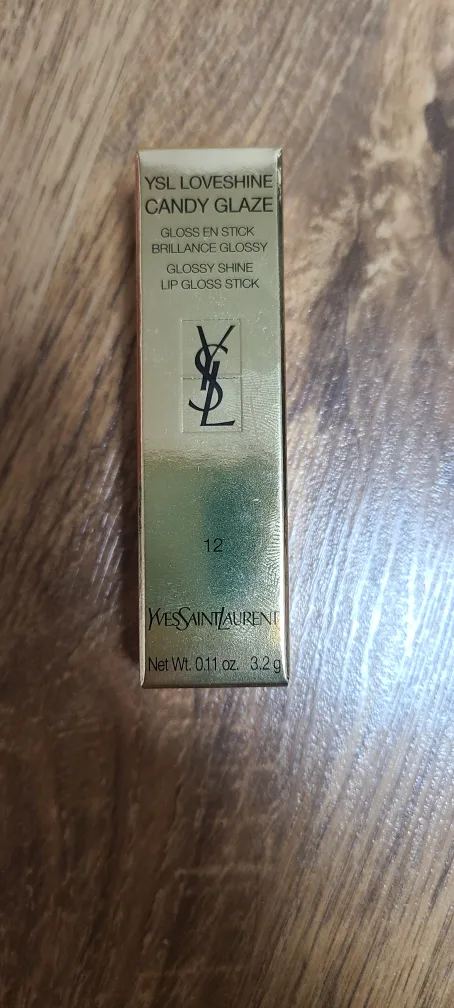 YSL LOVESHINE
CANDY GLAZE
GLOSS EN STICK
BRILLANCE GLOSSY
GLOSSY SHINE
LIP GLOSS STICK
YSL
12
YVESSAINTLAURENT
Net Wt. 0.11 oz. 3.2 g